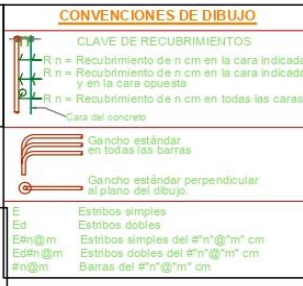 CONVENCIONES DE DIBUJO
CLAVE DE RECUBRIMIENTOS
R n = Recubrimiento de n cm en la cara indicada
R n = Recubrimiento de n cm en la cara indicada
y en la cara opuesta
R n = Recubrimiento de n cm en todas las caras
Cara del concreto
Gancho estándar
en todas las barras
Gancho estándar perpendicular
al plano del dibujo.
E Estribos simples
Ed Estribos dobles
E#n@m Estribos simples del #"n"@"m" cm
Ed#n@m Estribos dobles del #"n"@"m" cm
#n@m Barras del #"n"@"m" cm